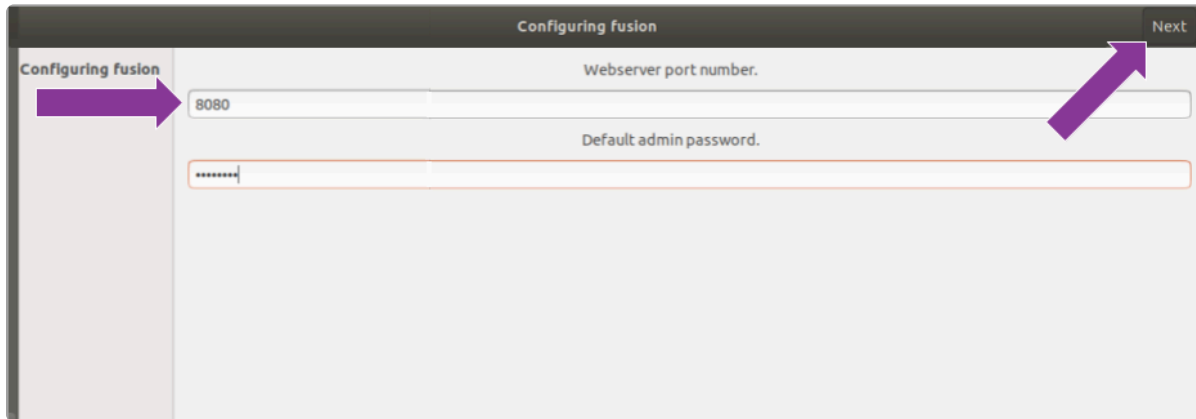 Configuring fusion
Next
Configuring fusion
Webserver port number.
8080
Default admin password.
••••••••